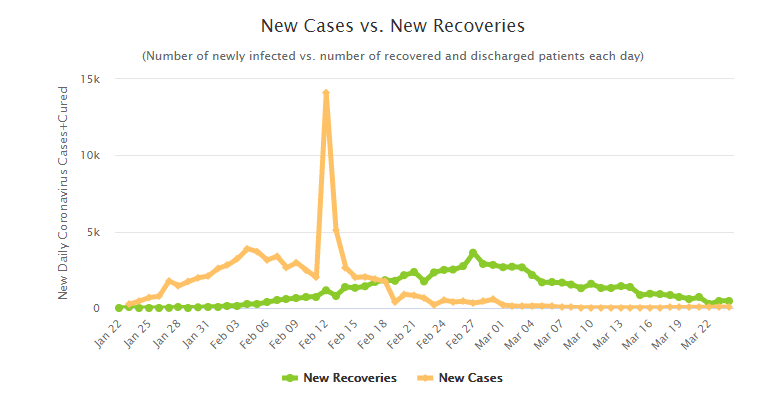 New Cases vs. New Recoveries
(Number of newly infected vs. number of recovered and discharged patients each day)
New Daily Coronavirus Cases+Cured
15k
10k
5k
0
Jan 22
Jan 25
Jan 28
Jan 31
Feb 03
Feb 06
Feb 09
Feb 12
Feb 15
Feb 18
Feb 21
Feb 24
Feb 27
Mar 01
Mar 04
Mar 07
Mar 10
Mar 13
Mar 16
Mar 19
Mar 22
New Recoveries
New Cases